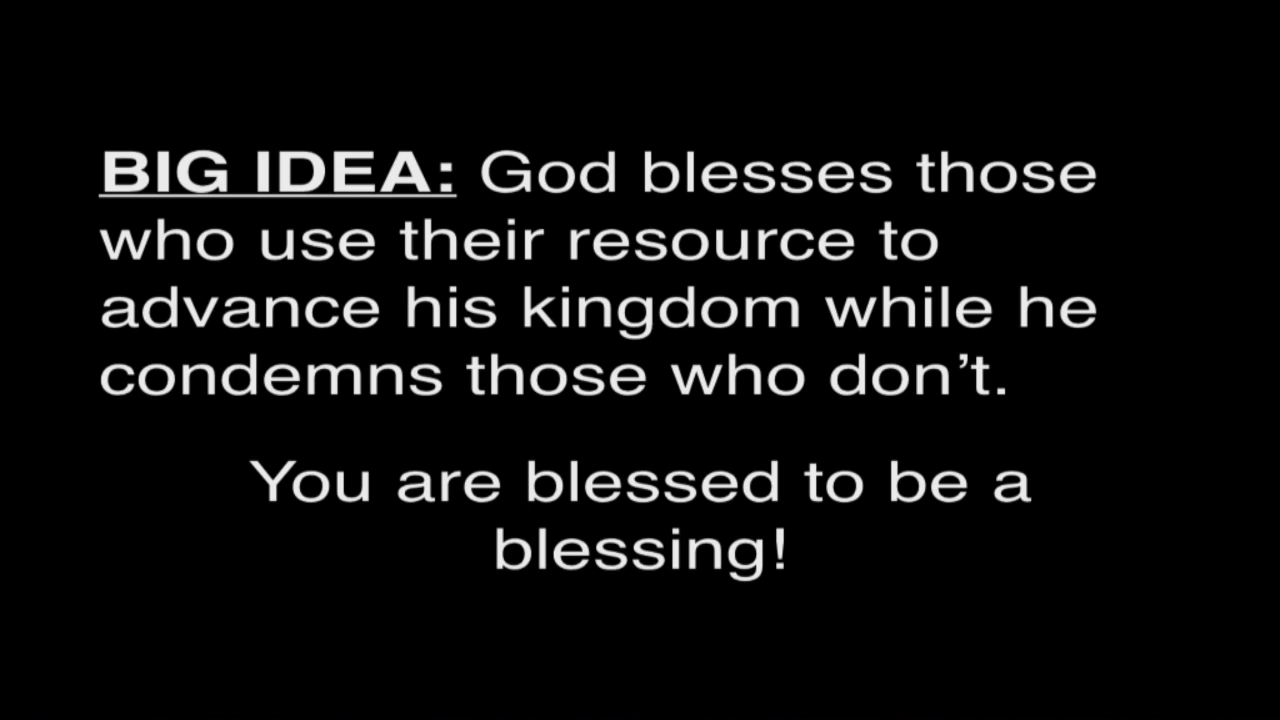 BIG IDEA: God blesses those
who use their resource to
advance his kingdom while he
condemns those who don’t.
You are blessed to be a
blessing!